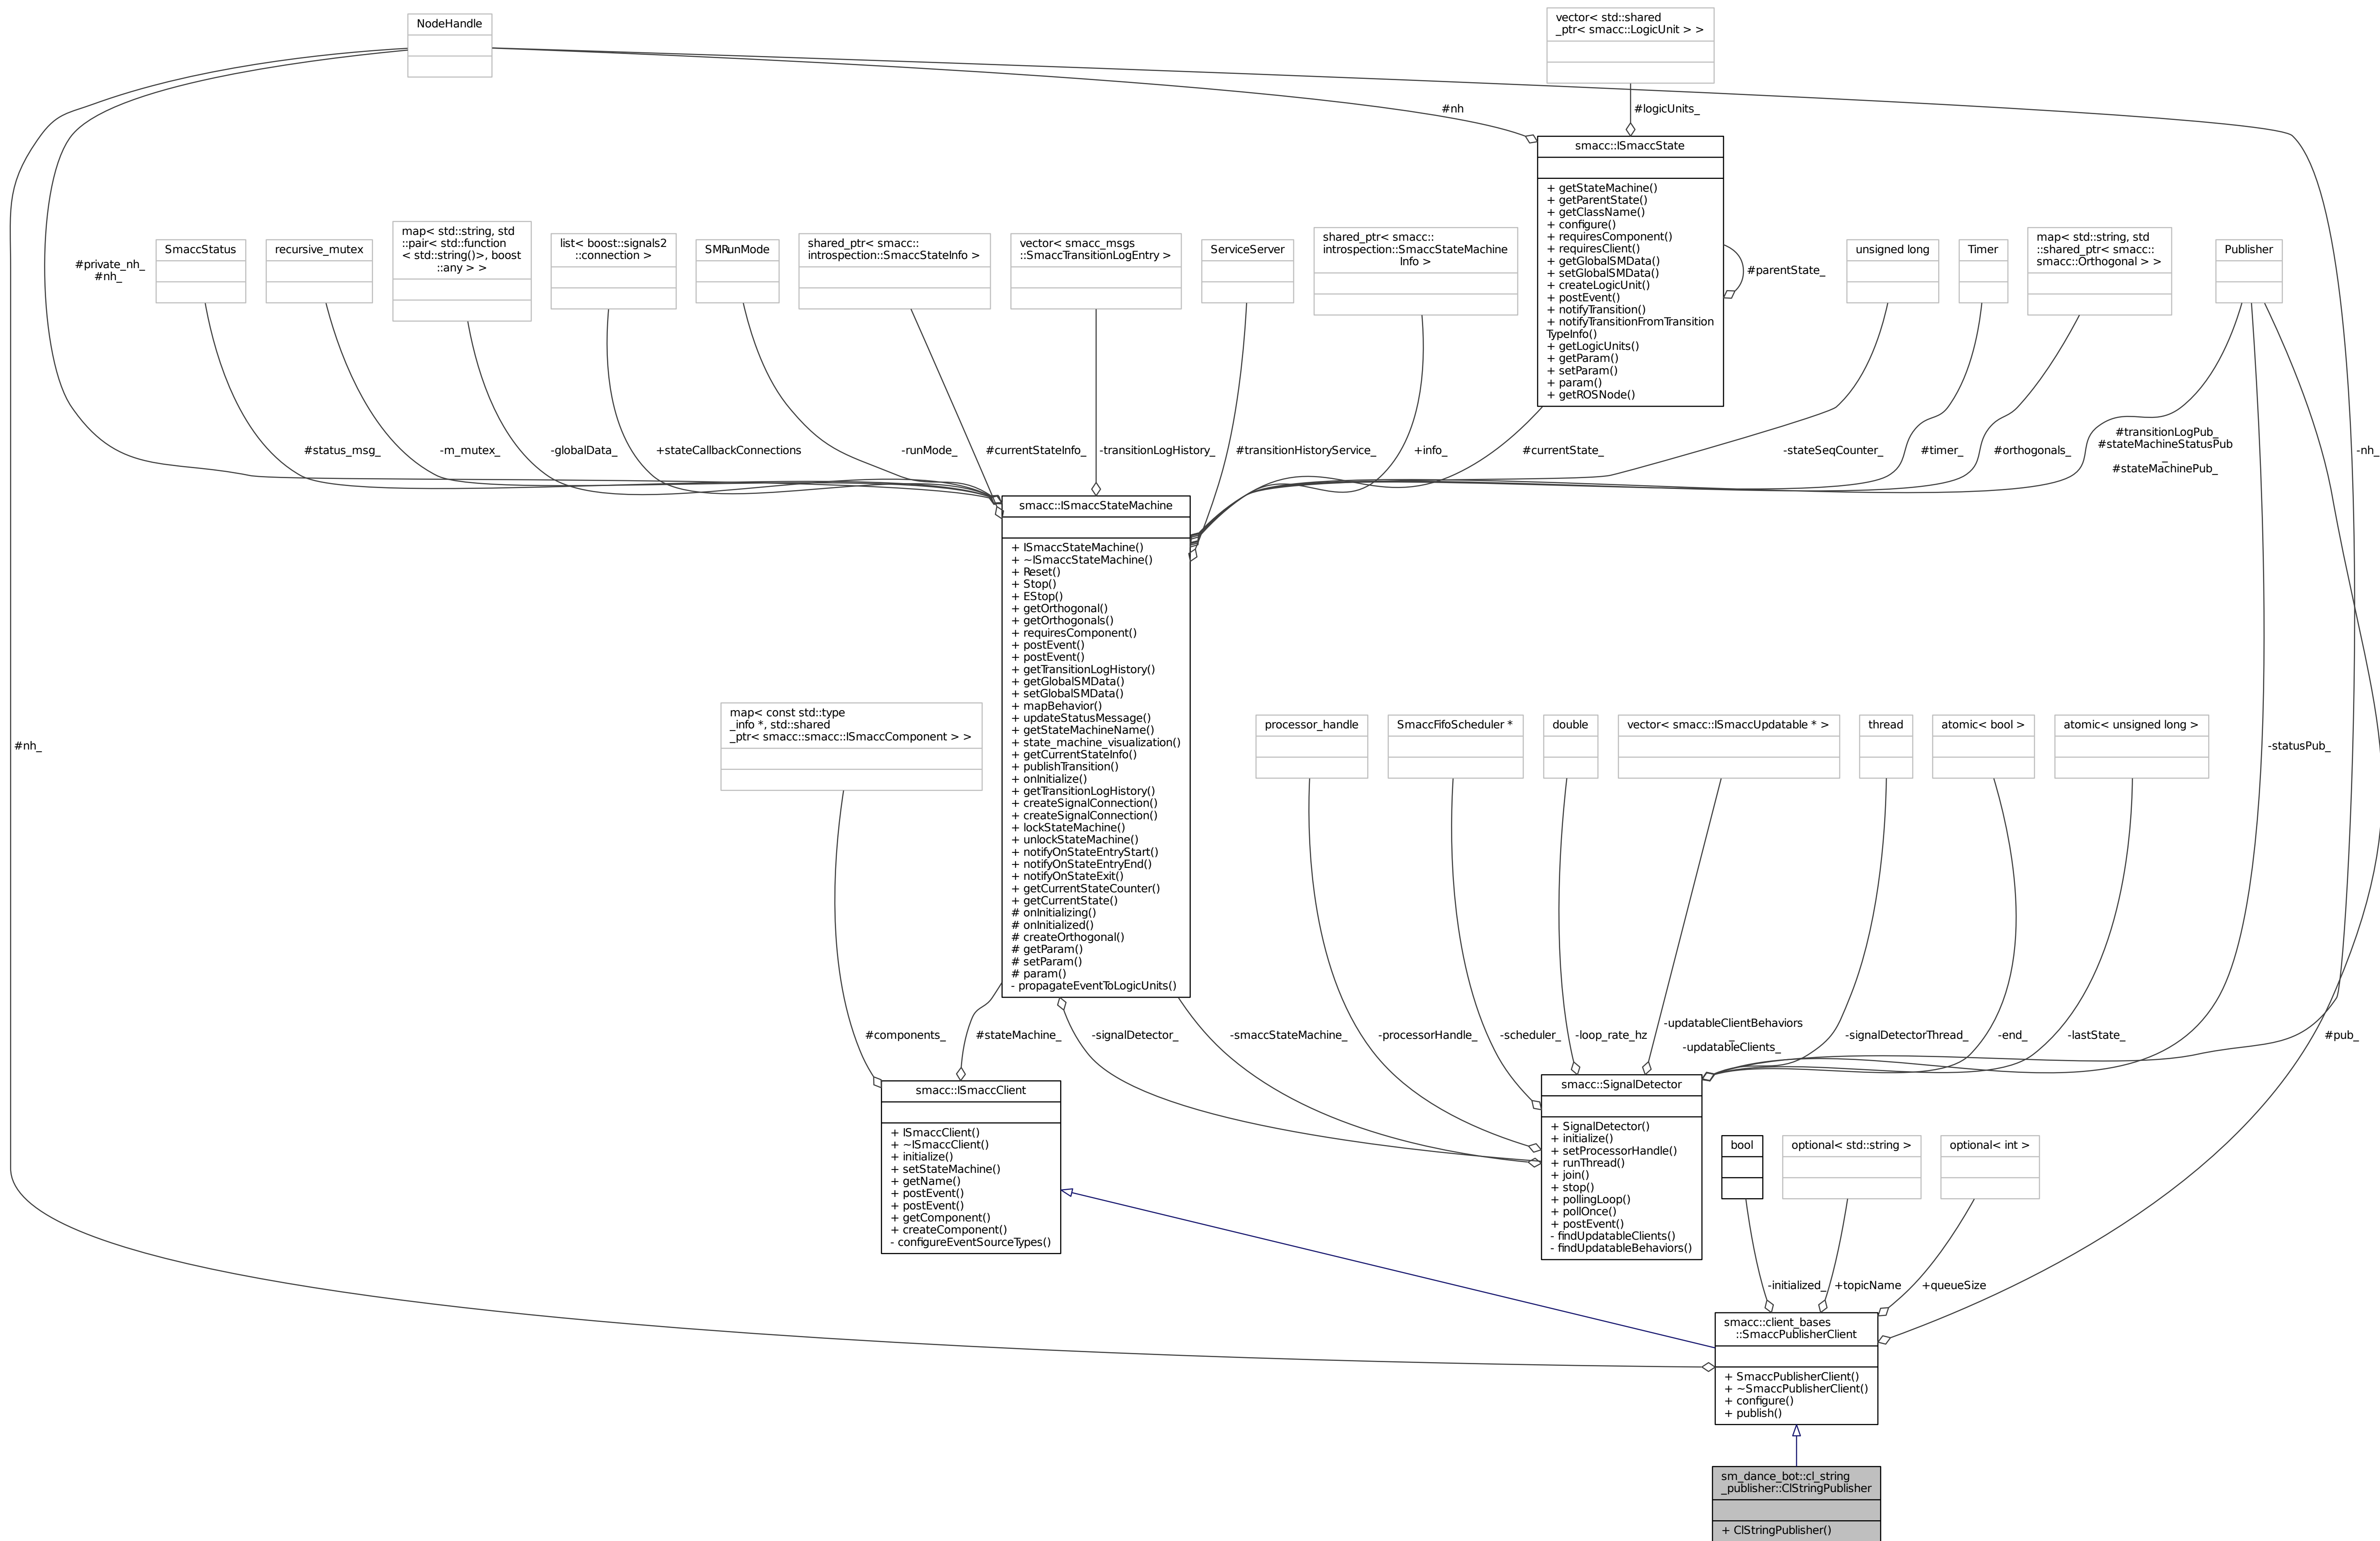 NodeHandle
vector< std::shared
_ptr< smacc::LogicUnit > >
#nh
#logicUnits_
smacc::ISmaccState
+ getStateMachine()
+ getParentState()
+ getClassName()
+ configure()
+ requiresComponent()
+ requiresClient()
+ getGlobalSMData()
+ setGlobalSMData()
+ createLogicUnit()
+ postEvent()
+ notifyTransition()
+ notifyTransitionFromTransition
TypeInfo()
+ getLogicUnits()
+ getParam()
+ setParam()
+ param()
+ getROSNode()
#parentState_
#private_nh_
#nh_
SmaccStatus
recursive_mutex
map< std::string, std
::pair< std::function
< std::string()>, boost
::any > >
list< boost::signals2
::connection >
SMRunMode
shared_ptr< smacc::
introspection::SmaccStateInfo >
vector< smacc_msgs
::SmaccTransitionLogEntry >
ServiceServer
shared_ptr< smacc::
introspection::SmaccStateMachine
Info >
unsigned long
Timer
map< std::string, std
::shared_ptr< smacc::
smacc::Orthogonal > >
Publisher
#status_msg_
-m_mutex_
-globalData_
+stateCallbackConnections
-runMode_
#currentStateInfo_
-transitionLogHistory_
#transitionHistoryService_
+info_
#currentState_
-stateSeqCounter_
#timer_
#orthogonals_
#transitionLogPub_
#stateMachineStatusPub
_
#stateMachinePub_
-nh_
smacc::ISmaccStateMachine
+ ISmaccStateMachine()
+ ~ISmaccStateMachine()
+ Reset()
+ Stop()
+ EStop()
+ getOrthogonal()
+ getOrthogonals()
+ requiresComponent()
+ postEvent()
+ postEvent()
+ getTransitionLogHistory()
+ getGlobalSMData()
+ setGlobalSMData()
+ mapBehavior()
+ updateStatusMessage()
+ getStateMachineName()
+ state_machine_visualization()
+ getCurrentStateInfo()
+ publishTransition()
+ onInitialize()
+ getTransitionLogHistory()
+ createSignalConnection()
+ createSignalConnection()
+ lockStateMachine()
+ unlockStateMachine()
+ notifyOnStateEntryStart()
+ notifyOnStateEntryEnd()
+ notifyOnStateExit()
+ getCurrentStateCounter()
+ getCurrentState()
# onInitializing()
# onInitialized()
# createOrthogonal()
# getParam()
# setParam()
# param()
- propagateEventToLogicUnits()
#nh_
map< const std::type
_info *, std::shared
_ptr< smacc::smacc::ISmaccComponent > >
processor_handle
SmaccFifoScheduler *
double
vector< smacc::ISmaccUpdatable * >
thread
atomic< bool >
atomic< unsigned long >
-statusPub_
#components_
#stateMachine_
-signalDetector_
-smaccStateMachine_
-processorHandle_
-scheduler_
-loop_rate_hz
-updatableClientBehaviors
_
-updatableClients_
-signalDetectorThread_
-end_
-lastState_
#pub_
smacc::ISmaccClient
+ ISmaccClient()
+ ~ISmaccClient()
+ initialize()
+ setStateMachine()
+ getName()
+ postEvent()
+ postEvent()
+ getComponent()
+ createComponent()
- configureEventSourceTypes()
smacc::SignalDetector
+ SignalDetector()
+ initialize()
+ setProcessorHandle()
+ runThread()
+ join()
+ stop()
+ pollingLoop()
+ pollOnce()
+ postEvent()
- findUpdatableClients()
- findUpdatableBehaviors()
bool
optional< std::string >
optional< int >
-initialized_
+topicName
+queueSize
smacc::client_bases
::SmaccPublisherClient
+ SmaccPublisherClient()
+ ~SmaccPublisherClient()
+ configure()
+ publish()
sm_dance_bot::cl_string
_publisher::ClStringPublisher
+ ClStringPublisher()